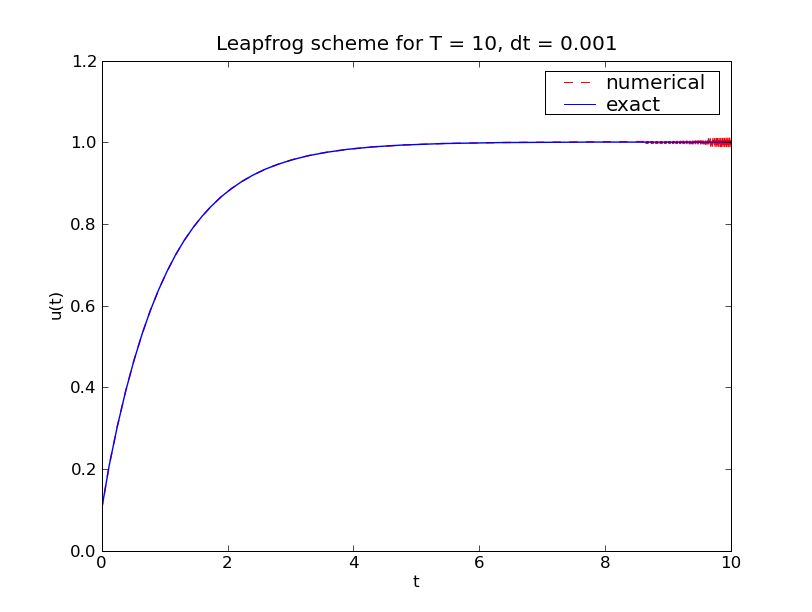 Leapfrog scheme for T = 10, dt = 0.001
numerical
exact
1.2
1.0
0.8
0.6
0.4
0.2
0.0
u(t)
0 2 4 6 8 10
t